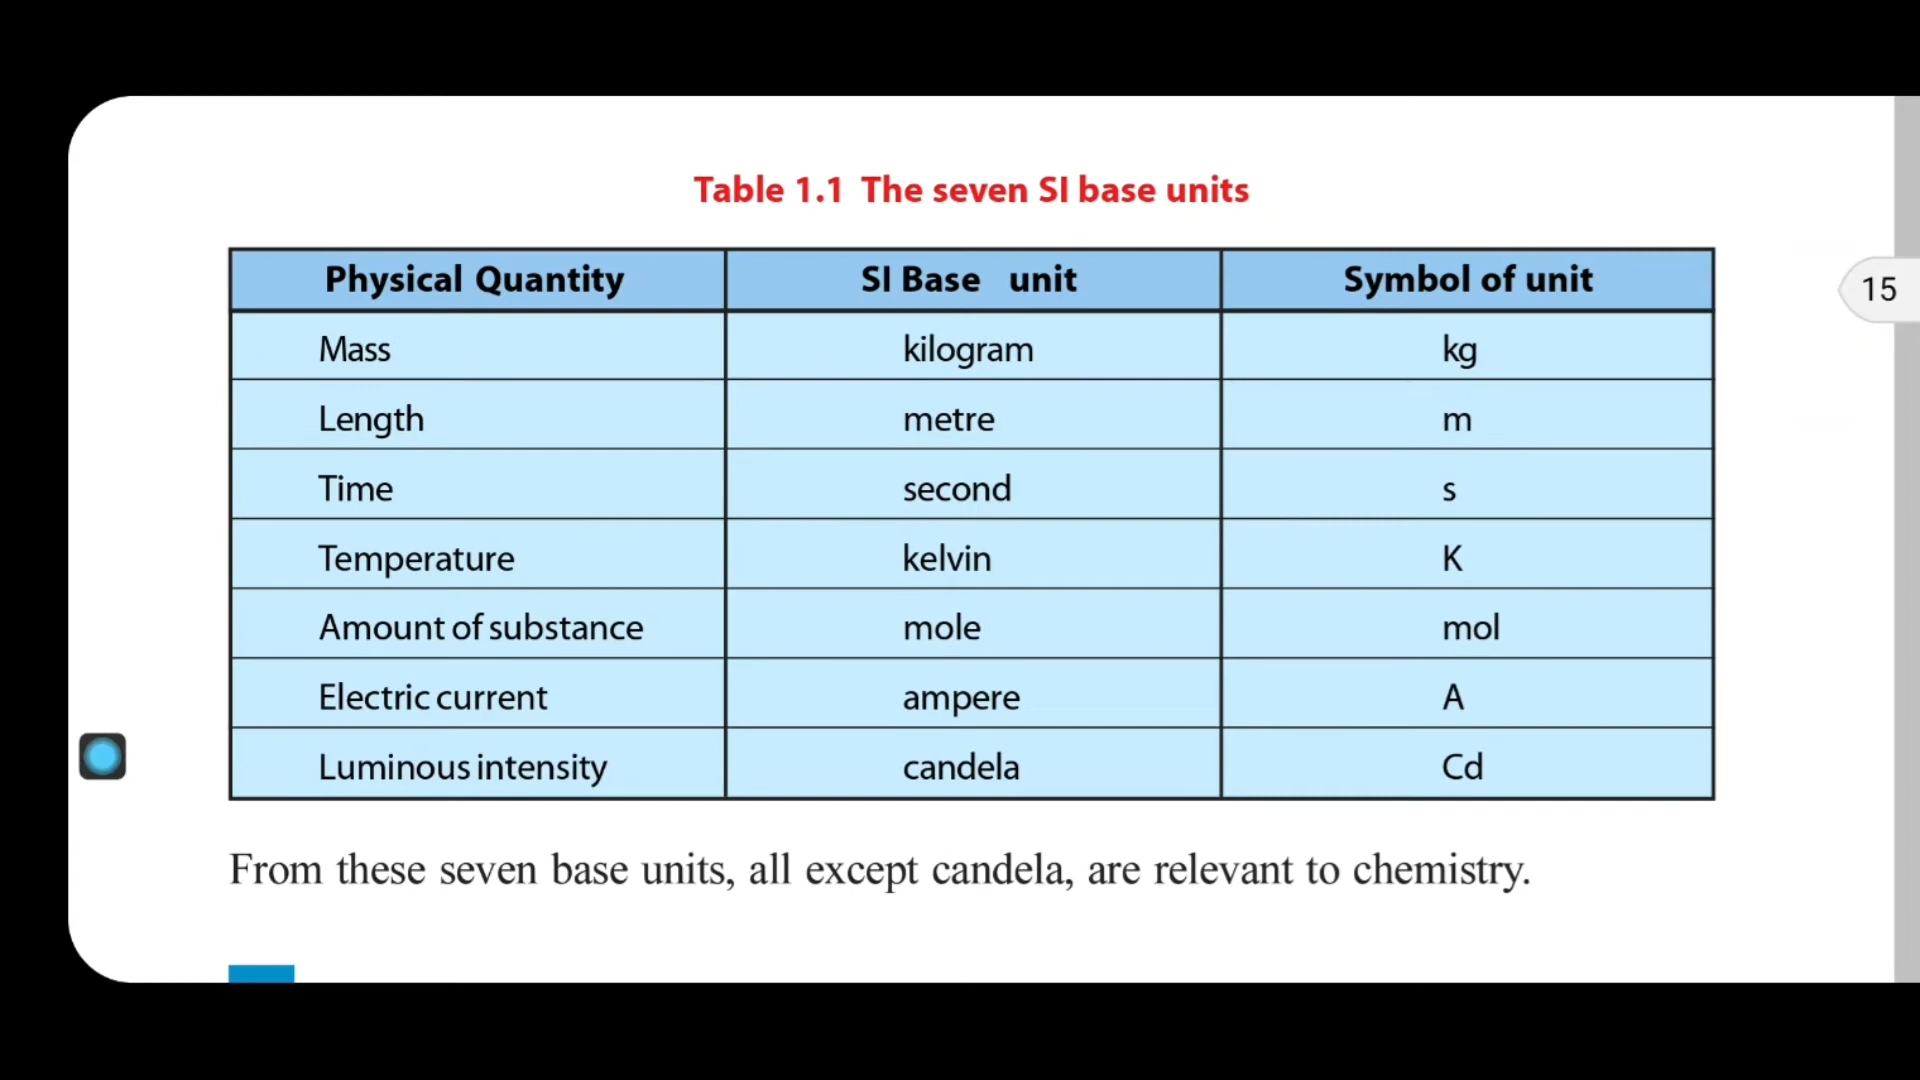 Table 1.1 The seven SI base units
Physical Quantity SI Base unit Symbol of unit
Mass kilogram kg
Length metre m
Time second s
Temperature kelvin K
Amount of substance mole mol
Electric current ampere A
Luminous intensity candela Cd
From these seven base units, all except candela, are relevant to chemistry.
15